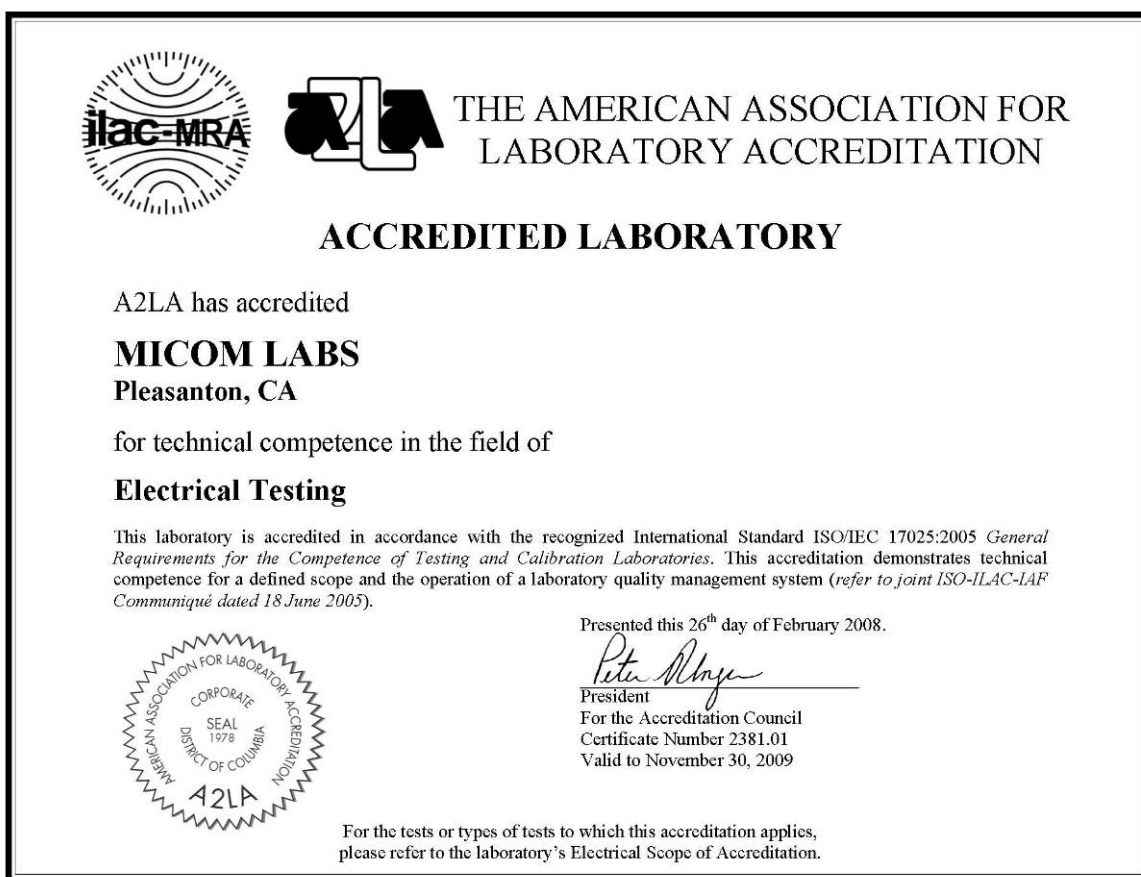 ilac-MRA
a2La
THE AMERICAN ASSOCIATION FOR
LABORATORY ACCREDITATION
ACCREDITED LABORATORY
A2LA has accredited
MICOM LABS
Pleasanton, CA
for technical competence in the field of
Electrical Testing
This laboratory is accredited in accordance with the recognized International Standard ISO/IEC 17025:2005 General
Requirements for the Competence of Testing and Calibration Laboratories. This accreditation demonstrates technical
competence for a defined scope and the operation of a laboratory quality management system (refer to joint ISO-ILAC-IAF
Communiqué dated 18 June 2005).
Presented this 26th day of February 2008.
President
For the Accreditation Council
Certificate Number 2381.01
Valid to November 30, 2009
AMERICAN ASSOCIATION FOR LABORATORY ACCREDITATION
CORPORATE
SEAL
1978
DISTRICT OF COLUMBIA
A2LA
For the tests or types of tests to which this accreditation applies,
please refer to the laboratory's Electrical Scope of Accreditation.